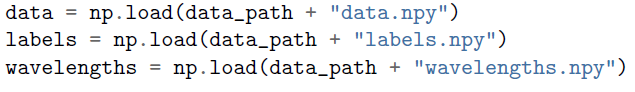 data = np.load(data_path + "data.npy")
labels = np.load(data_path + "labels.npy")
wavelengths = np.load(data_path + "wavelengths.npy")